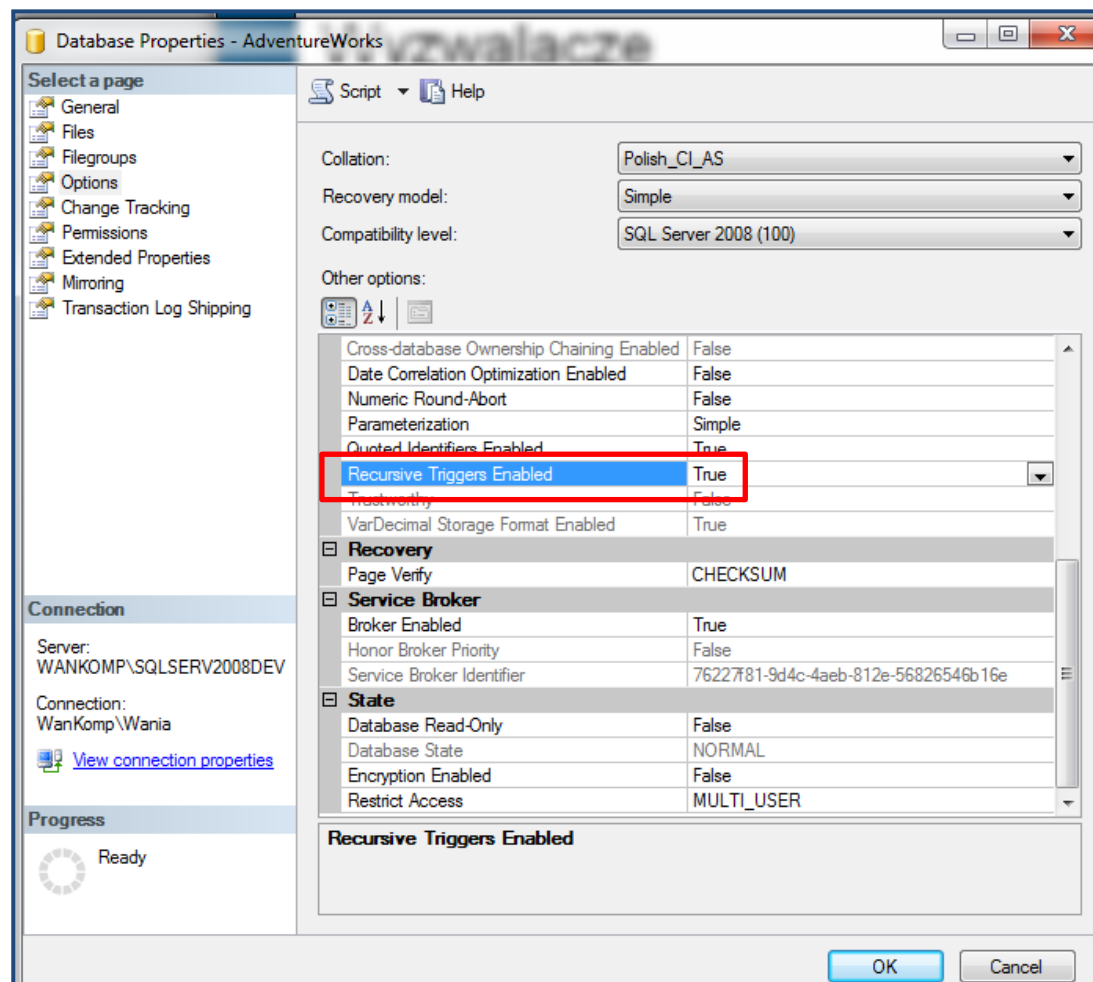 Database Properties - AdventureWorks
Wyzwalacze
Select a page
General
Files
Filegroups
Options
Change Tracking
Permissions
Extended Properties
Mirroring
Transaction Log Shipping
Script Help
Collation: Polish_CI_AS
Recovery model: Simple
Compatibility level: SQL Server 2008 (100)
Other options:
Cross-database Ownership Chaining Enabled False
Date Correlation Optimization Enabled False
Numeric Round-Abort False
Parameterization Simple
Quoted Identifiers Enabled True
Recursive Triggers Enabled True
Trustworthy False
VarDecimal Storage Format Enabled True
Recovery
Page Verify CHECKSUM
Service Broker
Broker Enabled True
Honor Broker Priority False
Service Broker Identifier 76227f81-9d4c-4aeb-812e-56826546b16e
State
Database Read-Only False
Database State NORMAL
Encryption Enabled False
Restrict Access MULTI_USER
Recursive Triggers Enabled
Connection
Server:
WANKOMP\SQLSERV2008DEV
Connection:
WanKomp\Wania
View connection properties
Progress
Ready
OK Cancel